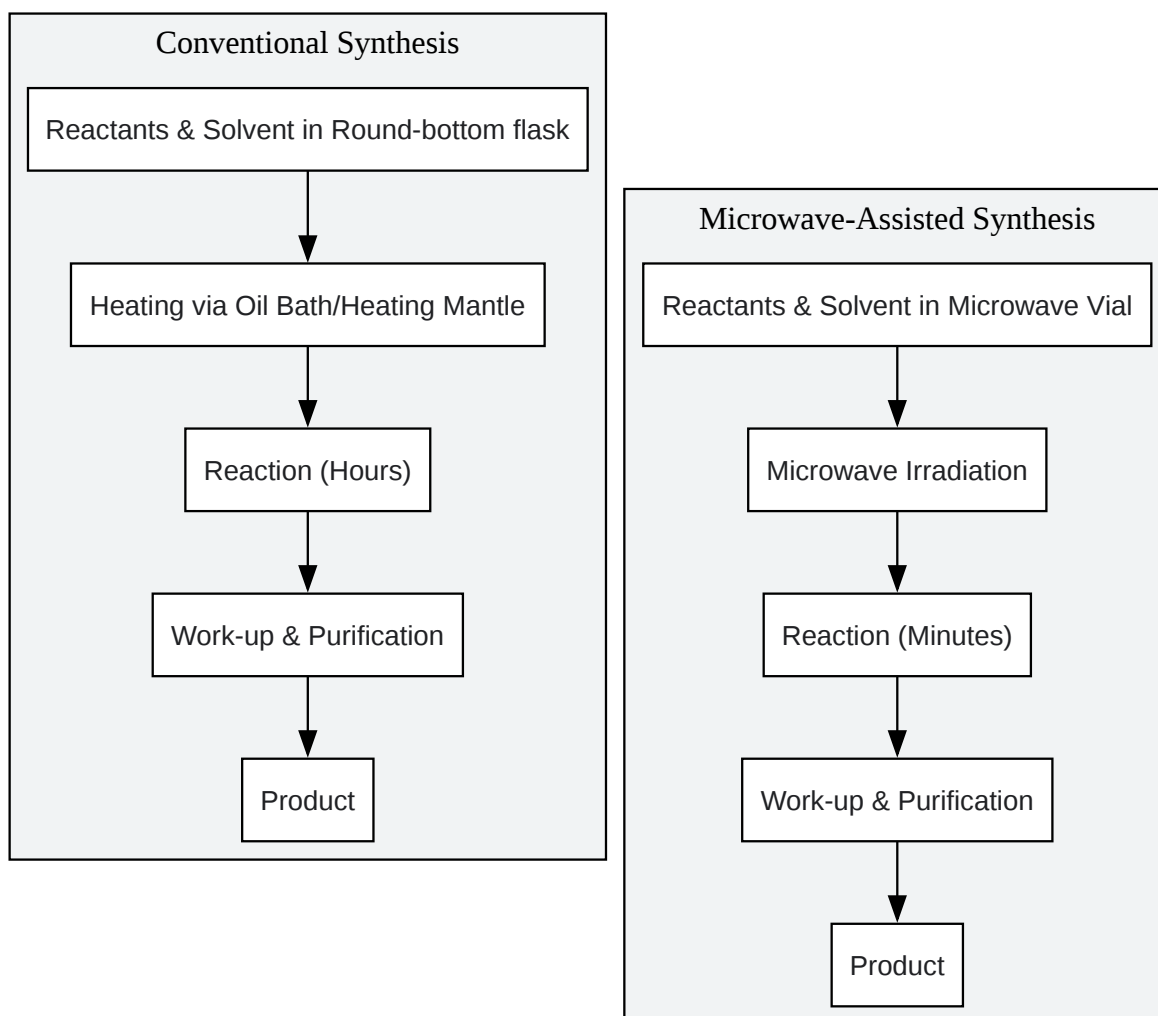 Conventional Synthesis
Reactants & Solvent in Round-bottom flask
Heating via Oil Bath/Heating Mantle
Reaction (Hours)
Work-up & Purification
Product
Microwave-Assisted Synthesis
Reactants & Solvent in Microwave Vial
Microwave Irradiation
Reaction (Minutes)
Work-up & Purification
Product